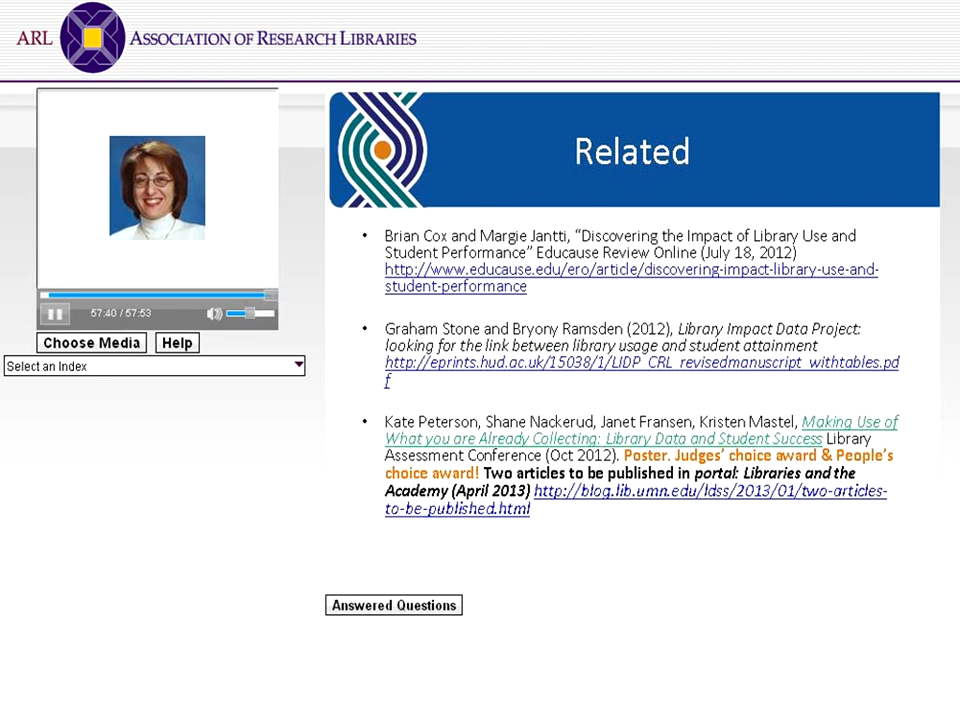 ARL ASSOCIATION OF RESEARCH LIBRARIES
57:40 / 57:53
Choose Media Help
Select an Index
Related
• Brian Cox and Margie Jantti, “Discovering the Impact of Library Use and
Student Performance” Educause Review Online (July 18, 2012)
http://www.educause.edu/ero/article/discovering-impact-library-use-and-
student-performance
• Graham Stone and Bryony Ramsden (2012), Library Impact Data Project:
looking for the link between library usage and student attainment
http://eprints.hud.ac.uk/15038/1/LIDP_CRL_revisedmanuscript_withtables.pd
f
• Kate Peterson, Shane Nackerud, Janet Fransen, Kristen Mastel, Making Use of
What you are Already Collecting: Library Data and Student Success Library
Assessment Conference (Oct 2012). Poster. Judges’ choice award & People’s
choice award! Two articles to be published in portal: Libraries and the
Academy (April 2013) http://blog.lib.umn.edu/ldss/2013/01/two-articles-
to-be-published.html
Answered Questions